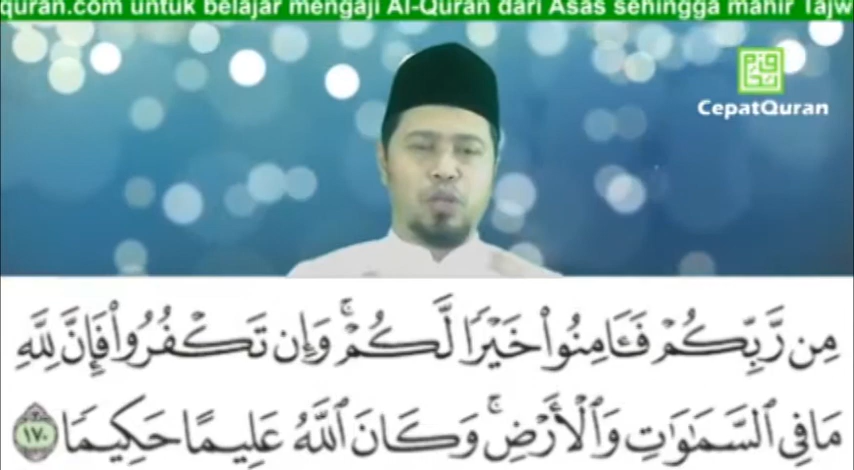 quran.com untuk belajar mengaji Al-Quran dari Asas sehingga mahir Tajw
CepatQuran
مِن رَّبِّكُمْ فَـَٔامِنُوا۟ خَيْرًا لَّكُمْ ۚ وَإِن تَكْفُرُوا۟ فَإِنَّ لِلَّهِ
مَا فِى ٱلسَّمَـٰوَٰتِ وَٱلْأَرْضِ ۚ وَكَانَ ٱللَّهُ عَلِيمًا حَكِيمًا ١٧٠